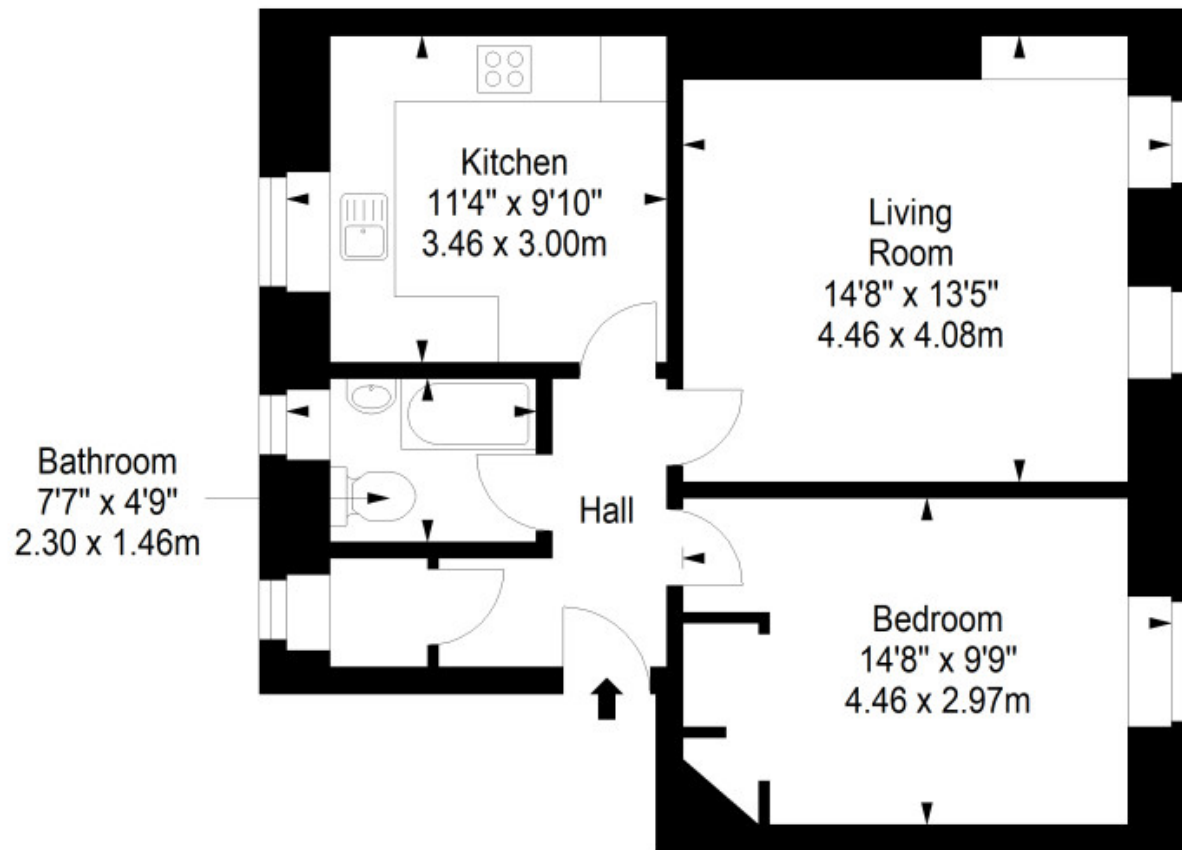 Kitchen
11'4" x 9'10"
3.46 x 3.00m
Living
Room
14'8" x 13'5"
4.46 x 4.08m
Bathroom
7'7" x 4'9"
2.30 x 1.46m
Hall
Bedroom
14'8" x 9'9"
4.46 x 2.97m